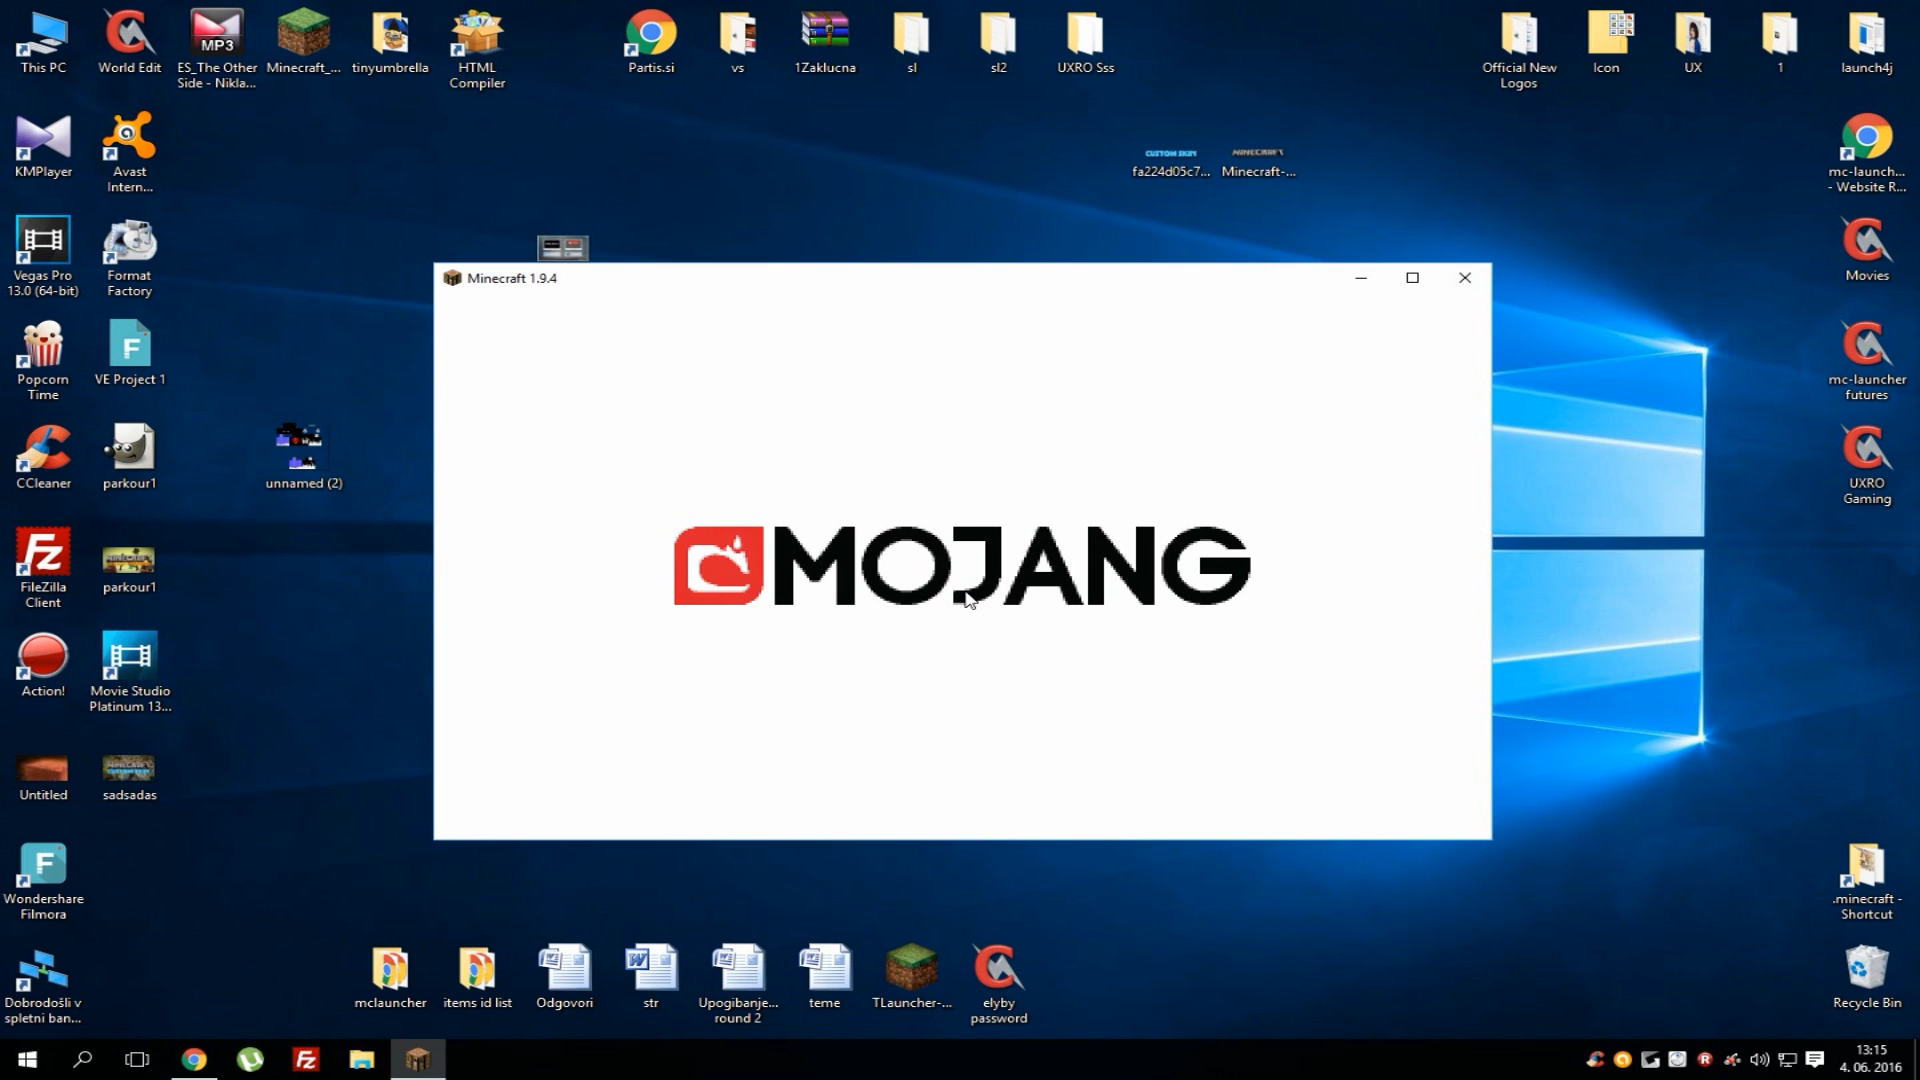 This PC
World Edit
MP3
ES_The Other
Side - Nikla...
Minecraft_...
tinyumbrella
HTML
Compiler
Partis.si
vs
1Zaklucna
sl
sl2
UXRO Sss
Official New
Logos
Icon
UX
1
launch4j
KMPlayer
Avast
Intern...
CUSTOM SKIN
fa224d05c7...
MINECRAFT
Minecraft-...
mc-launch...
- Website R...
Vegas Pro
13.0 (64-bit)
Format
Factory
Movies
Minecraft 1.9.4
Popcorn
Time
VE Project 1
mc-launcher
futures
CCleaner
parkour1
unnamed (2)
UXRO
Gaming
MOJANG
FileZilla
Client
parkour1
Action!
Movie Studio
Platinum 13...
Untitled
sadsadas
Wondershare
Filmora
.minecraft -
Shortcut
Dobrodošli v
spletni ban...
mclauncher
items id list
Odgovori
str
Upogibanje...
round 2
teme
TLauncher-...
elyby
password
Recycle Bin
13:15
4. 06. 2016